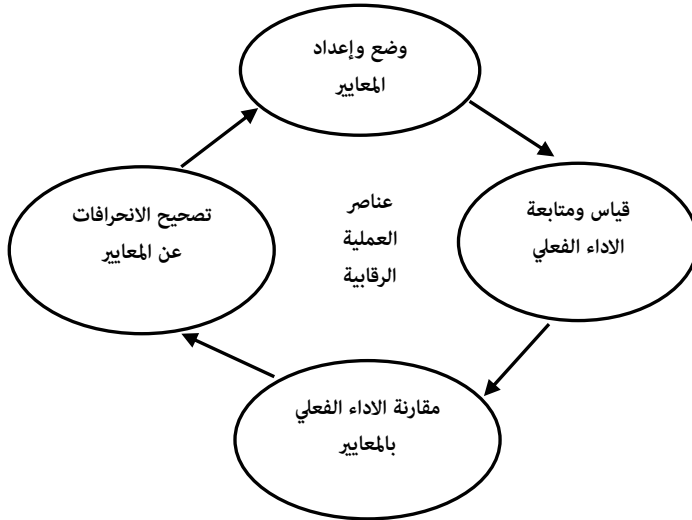 وضع وإعداد
المعايير
قياس ومتابعة
الاداء الفعلي
عناصر
العملية
الرقابية
تصحيح الانحرافات
عن المعايير
مقارنة الاداء الفعلي
بالمعايير